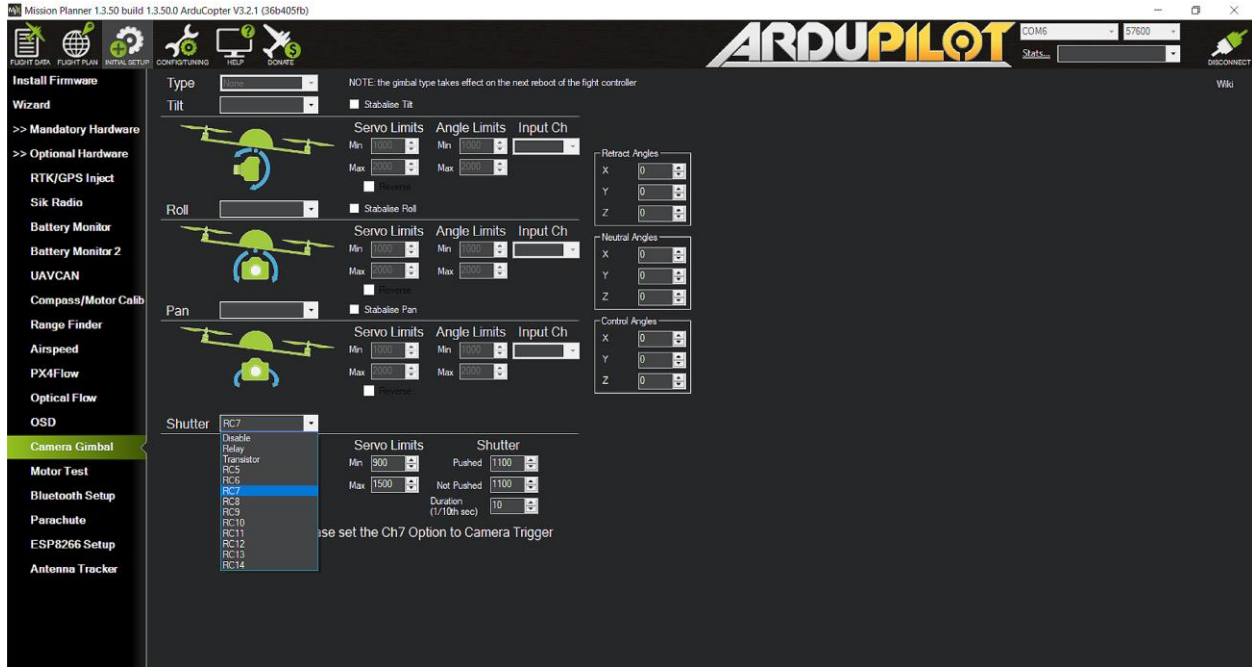 Mission Planner 1.3.50 build 1.3.50.0 ArduCopter V3.2.1 (36b405fb)
FLIGHT DATA FLIGHT PLAN INITIAL SETUP CONFIG/TUNING HELP DONATE
ARDUPILOT
COM6 57600
Stats...
DISCONNECT
Install Firmware
Wizard
>> Mandatory Hardware
>> Optional Hardware
RTK/GPS Inject
Sik Radio
Battery Monitor
Battery Monitor 2
UAVCAN
Compass/Motor Calib
Range Finder
Airspeed
PX4Flow
Optical Flow
OSD
Camera Gimbal
Motor Test
Bluetooth Setup
Parachute
ESP8266 Setup
Antenna Tracker
Type None NOTE: the gimbal type takes effect on the next reboot of the fight controller
Wiki
Tilt Stabalise Tilt
Servo Limits Angle Limits Input Ch
Min 1000 Min 1000
Max 2000 Max 2000
Reverse
Roll Stabalise Roll
Servo Limits Angle Limits Input Ch
Min 1000 Min 1000
Max 2000 Max 2000
Reverse
Pan Stabalise Pan
Servo Limits Angle Limits Input Ch
Min 1000 Min 1000
Max 2000 Max 2000
Reverse
Retract Angles
X 0
Y 0
Z 0
Neutral Angles
X 0
Y 0
Z 0
Control Angles
X 0
Y 0
Z 0
Shutter RC7
Disable
Relay
Transistor
RC5
RC6
RC7
RC8
RC9
RC10
RC11
RC12
RC13
RC14
Servo Limits Shutter
Min 900 Pushed 1100
Max 1500 Not Pushed 1100
Duration
(1/10th sec) 10
ase set the Ch7 Option to Camera Trigger